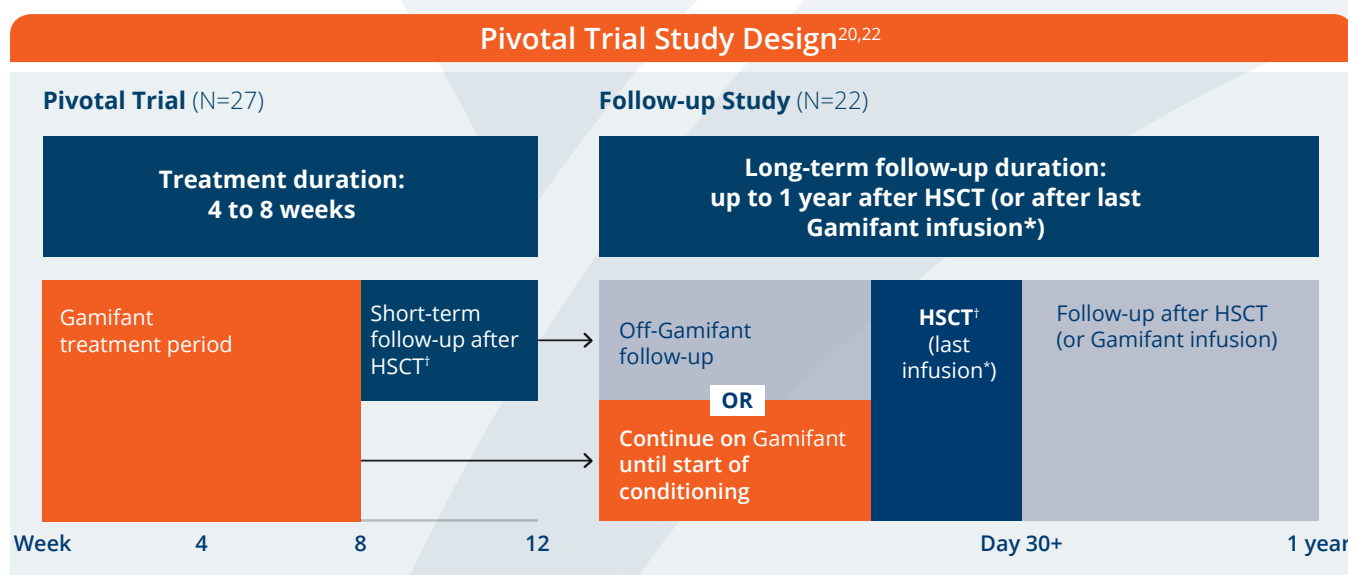 Pivotal Trial Study Design20,22
Pivotal Trial (N=27)
Treatment duration:
4 to 8 weeks
Gamifant
treatment period
Short-term
follow-up after
HSCT†
Week
4
8
12
Follow-up Study (N=22)
Long-term follow-up duration:
up to 1 year after HSCT (or after last
Gamifant infusion*)
Off-Gamifant
follow-up
OR
Continue on Gamifant
until start of
conditioning
HSCT†
(last
infusion*)
Follow-up after HSCT
(or Gamifant infusion)
Day 30+
1 year